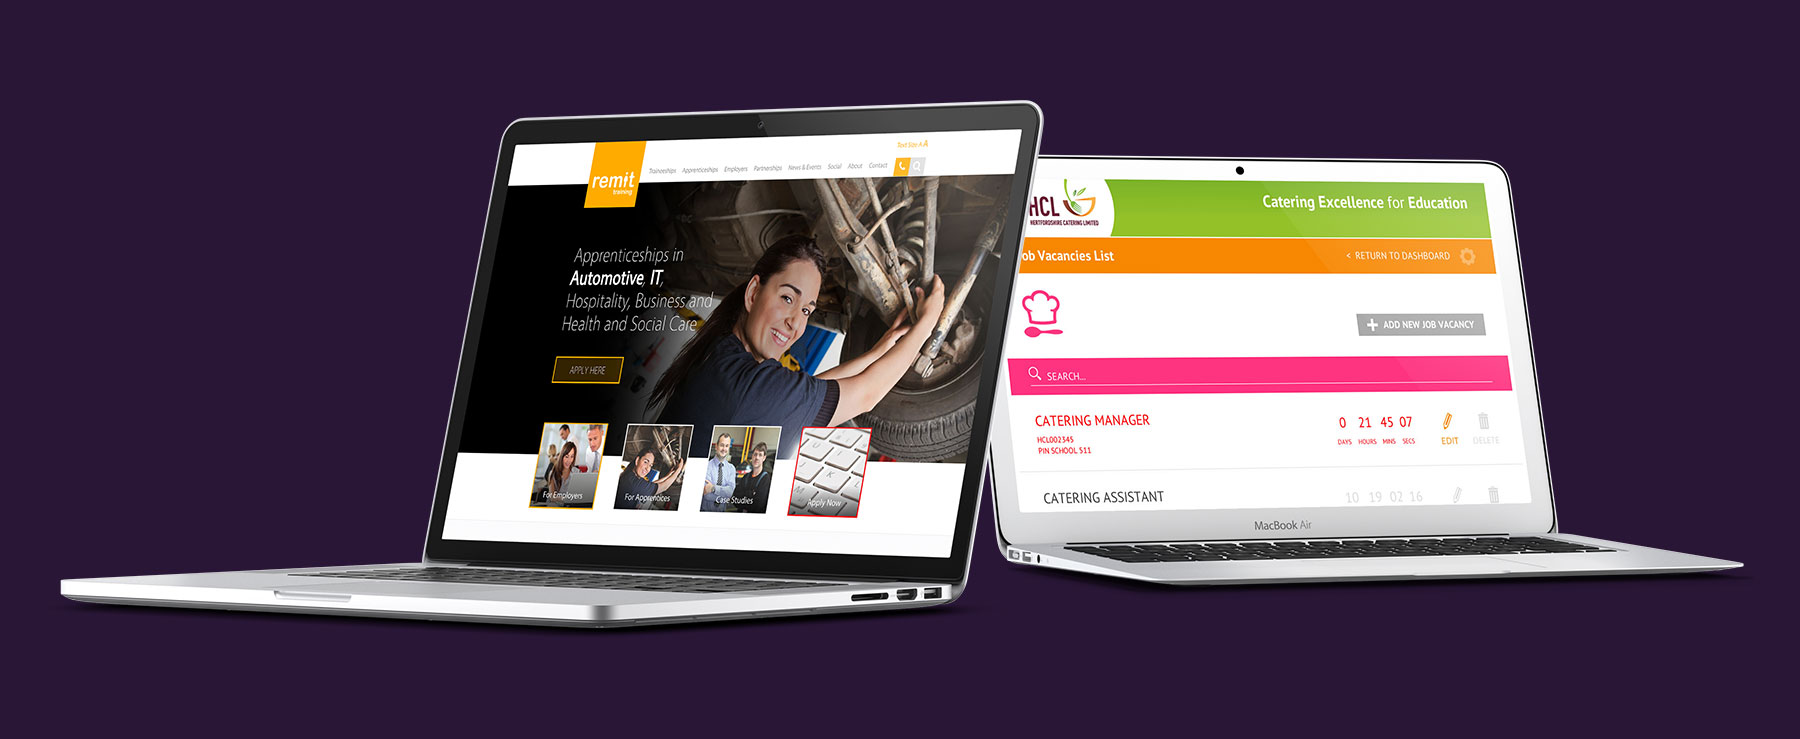 Text Size A A
remit
training
Traineeships Apprenticeships Employers Partnerships News & Events Social About Contact
Apprenticeships in
Automotive, IT,
Hospitality, Business and
Health and Social Care
APPLY HERE
For Employers
For Apprentices
Case Studies
Apply Now
HCL
HERTFORDSHIRE CATERING LIMITED
Catering Excellence for Education
ob Vacancies List
< RETURN TO DASHBOARD
+ ADD NEW JOB VACANCY
SEARCH...
CATERING MANAGER
HCL002345
PIN SCHOOL 511
0 21 45 07
DAYS HOURS MINS SECS
EDIT
DELETE
CATERING ASSISTANT
10 19 02 16
MacBook Air